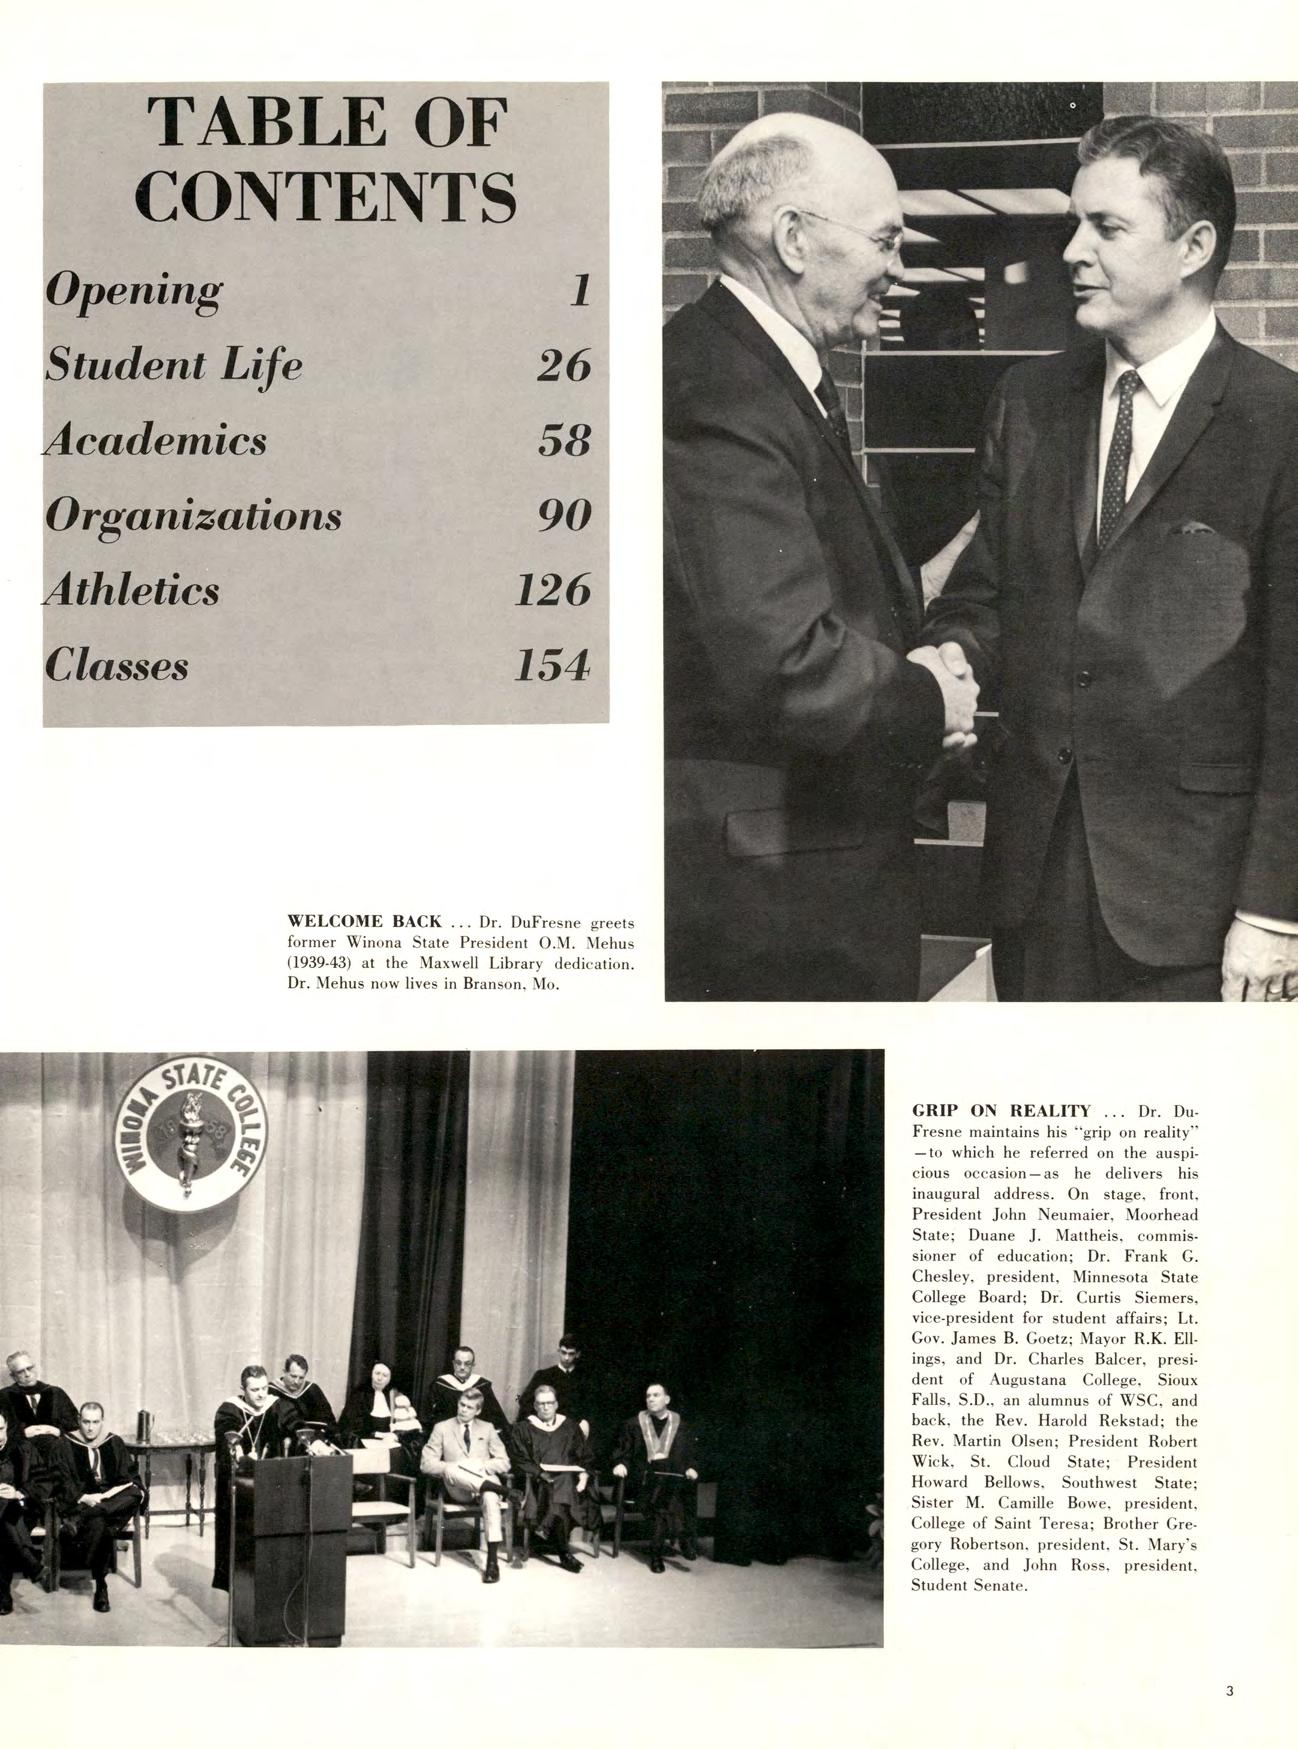 TABLE OF
CONTENTS
Opening 1
Student Life 26
Academics 58
Organizations 90
Athletics 126
Classes 154
WELCOME BACK ... Dr. DuFresne greets
former Winona State President O.M. Mehus
(1939-43) at the Maxwell Library dedication.
Dr. Mehus now lives in Branson, Mo.
WINONA STATE COLLEGE
1858
GRIP ON REALITY ... Dr. Du-
Fresne maintains his “grip on reality”
—to which he referred on the auspi-
cious occasion—as he delivers his
inaugural address. On stage, front,
President John Neumaier, Moorhead
State; Duane J. Mattheis, commis-
sioner of education; Dr. Frank G.
Chesley, president, Minnesota State
College Board; Dr. Curtis Siemers,
vice-president for student affairs; Lt.
Gov. James B. Goetz; Mayor R.K. Ell-
ings, and Dr. Charles Balcer, presi-
dent of Augustana College, Sioux
Falls, S.D., an alumnus of WSC, and
back, the Rev. Harold Rekstad; the
Rev. Martin Olsen; President Robert
Wick, St. Cloud State; President
Howard Bellows, Southwest State;
Sister M. Camille Bowe, president,
College of Saint Teresa; Brother Gre-
gory Robertson, president, St. Mary's
College, and John Ross, president,
Student Senate.
3